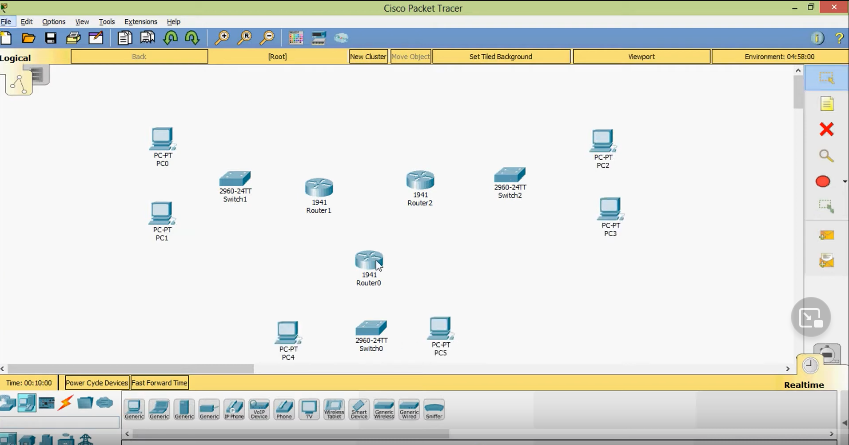 Cisco Packet Tracer
File Edit Options View Tools Extensions Help
Logical
Back
[Root]
New Cluster
Move Object
Set Tiled Background
Viewport
Environment: 04:58:00
PC-PT
PC0
PC-PT
PC1
2960-24TT
Switch1
1941
Router1
1941
Router2
2960-24TT
Switch2
PC-PT
PC2
PC-PT
PC3
1941
Router0
PC-PT
PC4
2960-24TT
Switch0
PC-PT
PC5
Time: 00:10:00
Power Cycle Devices
Fast Forward Time
Realtime
Generic
Generic
Generic
Generic
IP Phone
VoIP Device
Phone
TV
Wireless Tablet
Smart Device
Generic Wireless
Generic Wired
Sniffer